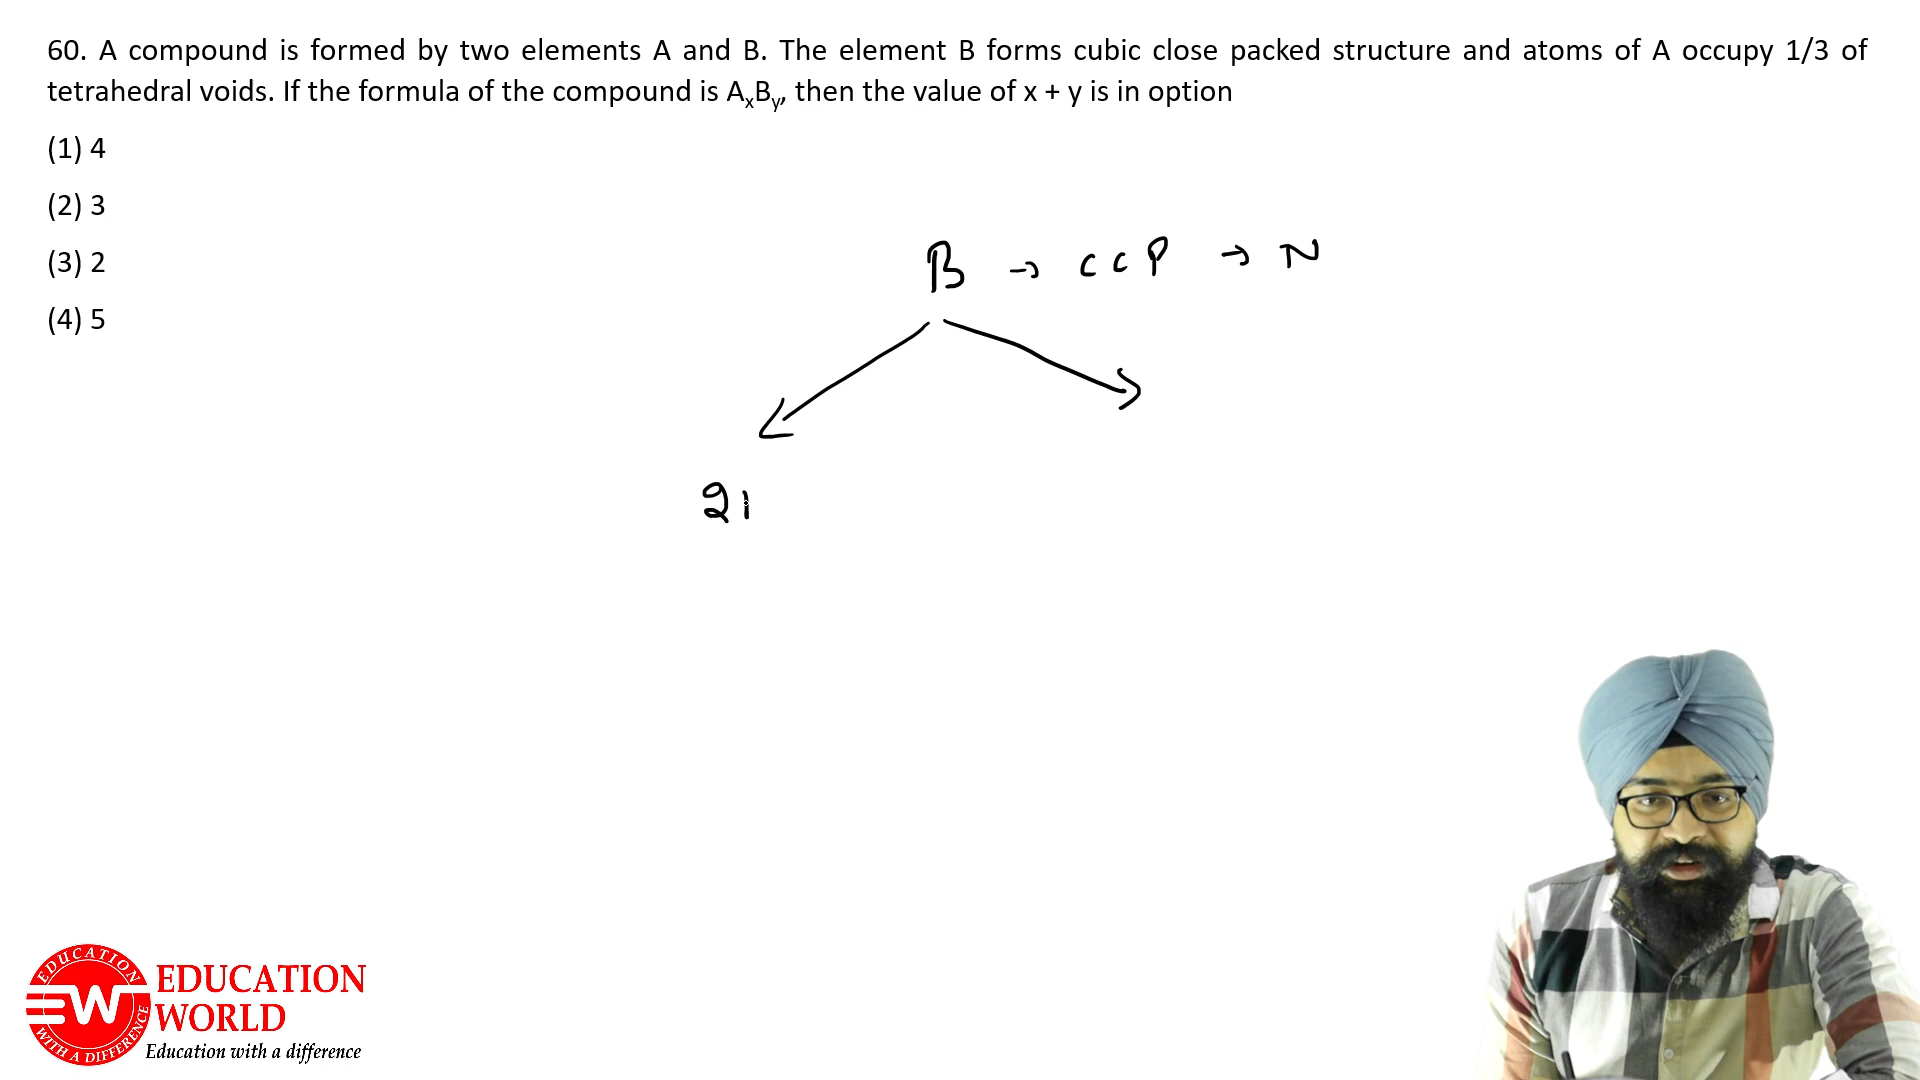 60. A compound is formed by two elements A and B. The element B forms cubic close packed structure and atoms of A occupy 1/3 of
tetrahedral voids. If the formula of the compound is AxBy, then the value of x + y is in option
(1) 4
(2) 3
(3) 2
(4) 5
B → CCP → N
21
EDUCATION
WITH A DIFFERENCE
EW
EDUCATION
WORLD
Education with a difference